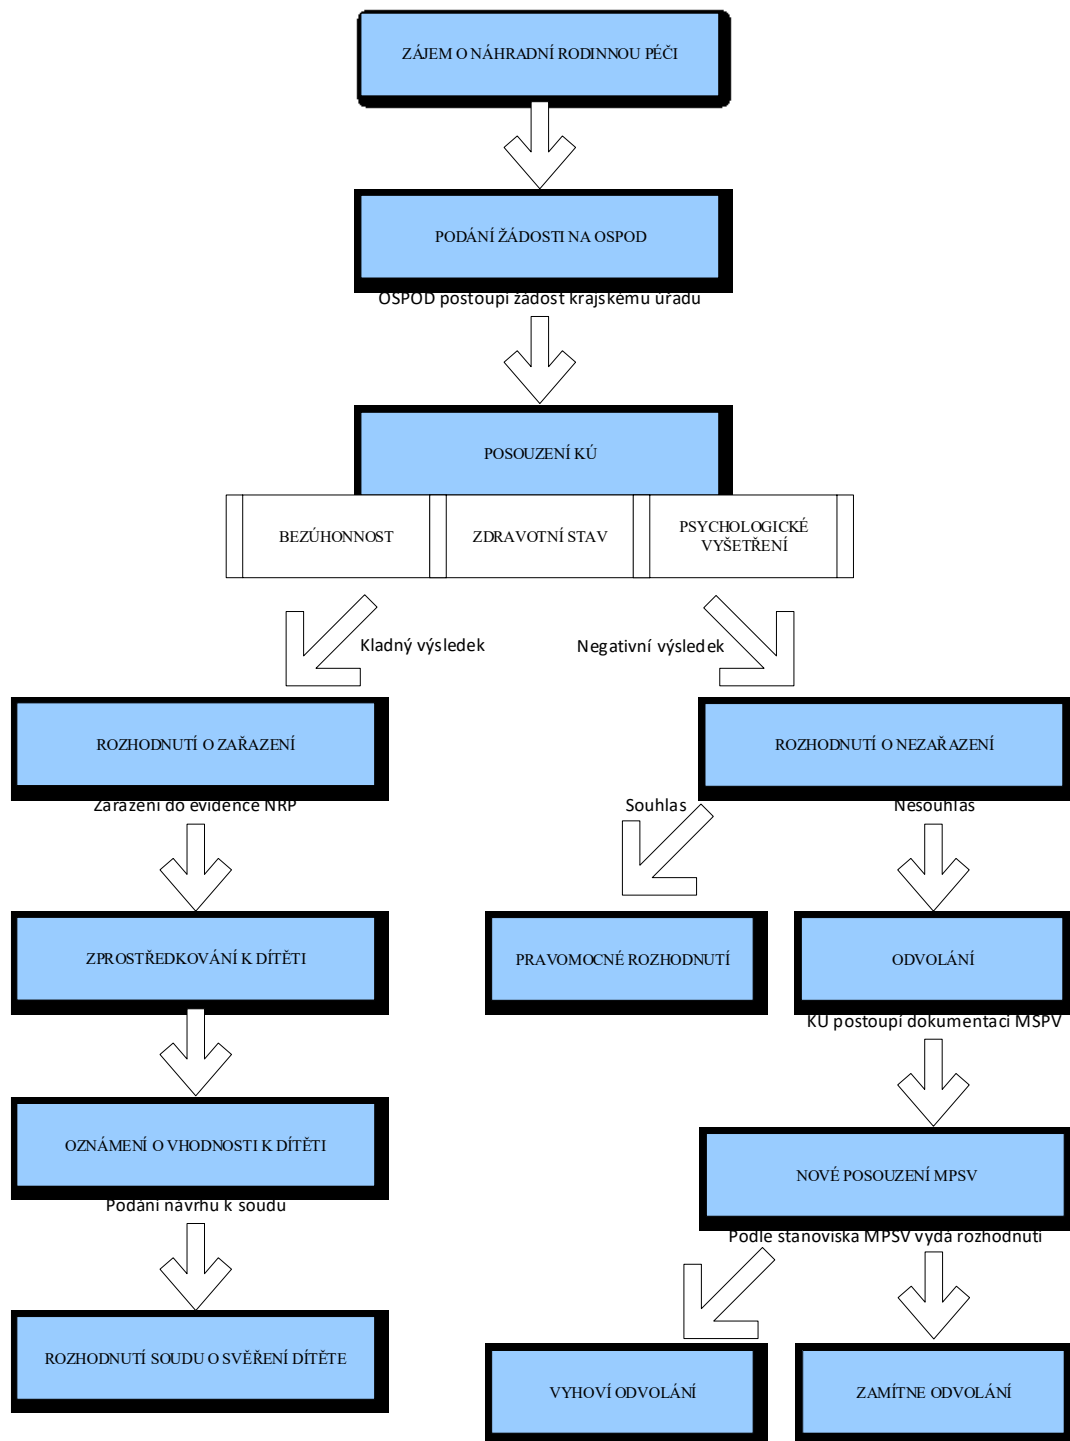 ZÁJEM O NÁHRADNÍ RODINNOU PÉČI
PODÁNÍ ŽÁDOSTI NA OSPOD
OSPOD postoupí žádost krajskému úřadu
POSOUZENÍ KÚ
BEZÚHONNOST
ZDRAVOTNÍ STAV
PSYCHOLOGICKÉ
VYŠETŘENÍ
Kladný výsledek
Negativní výsledek
ROZHODNUTÍ O ZAŘAZENÍ
ROZHODNUTÍ O NEZAŘAZENÍ
Zařazení do evidence NRP
Souhlas
Nesouhlas
ZPROSTŘEDKOVÁNÍ K DÍTĚTI
PRAVOMOCNÉ ROZHODNUTÍ
ODVOLÁNÍ
KÚ postoupí dokumentaci MSPV
OZNÁMENÍ O VHODNOSTI K DÍTĚTI
NOVÉ POSOUZENÍ MPSV
Podání návrhu k soudu
Podle stanoviska MPSV vydá rozhodnutí
ROZHODNUTÍ SOUDU O SVĚŘENÍ DÍTĚTE
VYHOVÍ ODVOLÁNÍ
ZAMÍTNE ODVOLÁNÍ